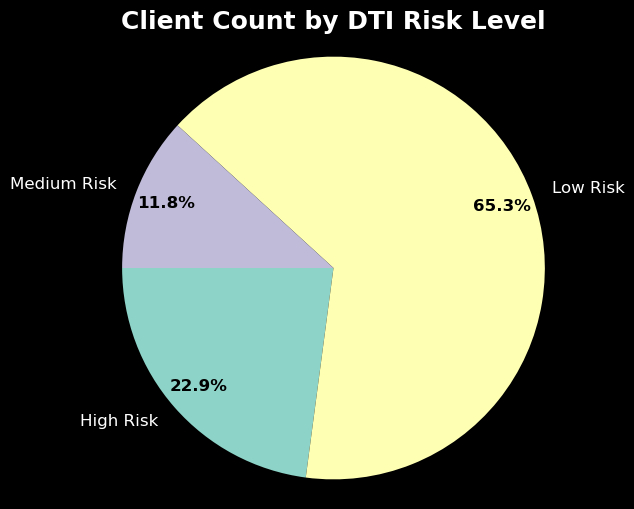 Client Count by DTI Risk Level
Medium Risk
11.8%
65.3%
Low Risk
22.9%
High Risk